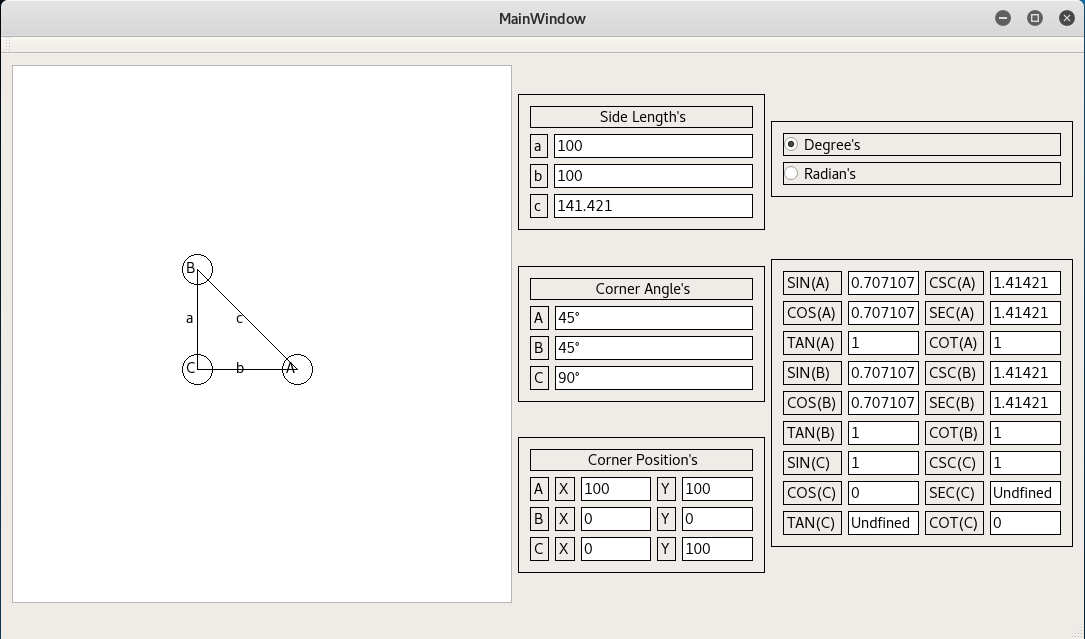 MainWindow
B
a
c
C
b
A
Side Length's
a 100
b 100
c 141.421
Corner Angle's
A 45°
B 45°
C 90°
Corner Position's
A X 100 Y 100
B X 0 Y 0
C X 0 Y 100
Degree's
Radian's
SIN(A) 0.707107 CSC(A) 1.41421
COS(A) 0.707107 SEC(A) 1.41421
TAN(A) 1 COT(A) 1
SIN(B) 0.707107 CSC(B) 1.41421
COS(B) 0.707107 SEC(B) 1.41421
TAN(B) 1 COT(B) 1
SIN(C) 1 CSC(C) 1
COS(C) 0 SEC(C) Undfined
TAN(C) Undfined COT(C) 0